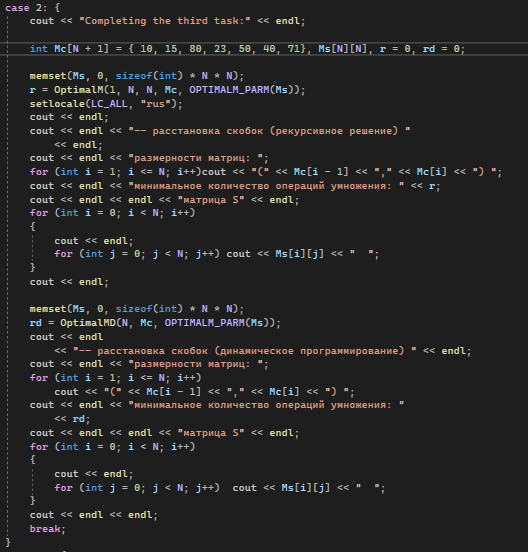 case 2: {
cout << "Completing the third task:" << endl;
int Mc[N + 1] = { 10, 15, 80, 23, 50, 40, 71}, Ms[N][N], r = 0, rd = 0;
memset(Ms, 0, sizeof(int) * N * N);
r = OptimalM(1, N, N, Mc, OPTIMALM_PARM(Ms));
setlocale(LC_ALL, "rus");
cout << endl;
cout << endl << "-- расстановка скобок (рекурсивное решение) "
<< endl;
cout << endl << "размерности матриц: ";
for (int i = 1; i <= N; i++)cout << "(" << Mc[i - 1] << "," << Mc[i] << ") ";
cout << endl << "минимальное количество операций умножения: " << r;
cout << endl << endl << endl << "матрица S" << endl;
for (int i = 0; i < N; i++)
{
cout << endl;
for (int j = 0; j < N; j++) cout << Ms[i][j] << "  ";
}
cout << endl;
memset(Ms, 0, sizeof(int) * N * N);
rd = OptimalMD(N, Mc, OPTIMALM_PARM(Ms));
cout << endl
<< "-- расстановка скобок (динамическое программирование) " << endl;
cout << endl << "размерности матриц: ";
for (int i = 1; i <= N; i++)
cout << "(" << Mc[i - 1] << "," << Mc[i] << ") ";
cout << endl << "минимальное количество операций умножения: "
<< rd;
cout << endl << endl << endl << "матрица S" << endl;
for (int i = 0; i < N; i++)
{
cout << endl;
for (int j = 0; j < N; j++)  cout << Ms[i][j] << "  ";
}
cout << endl << endl;
break;
}